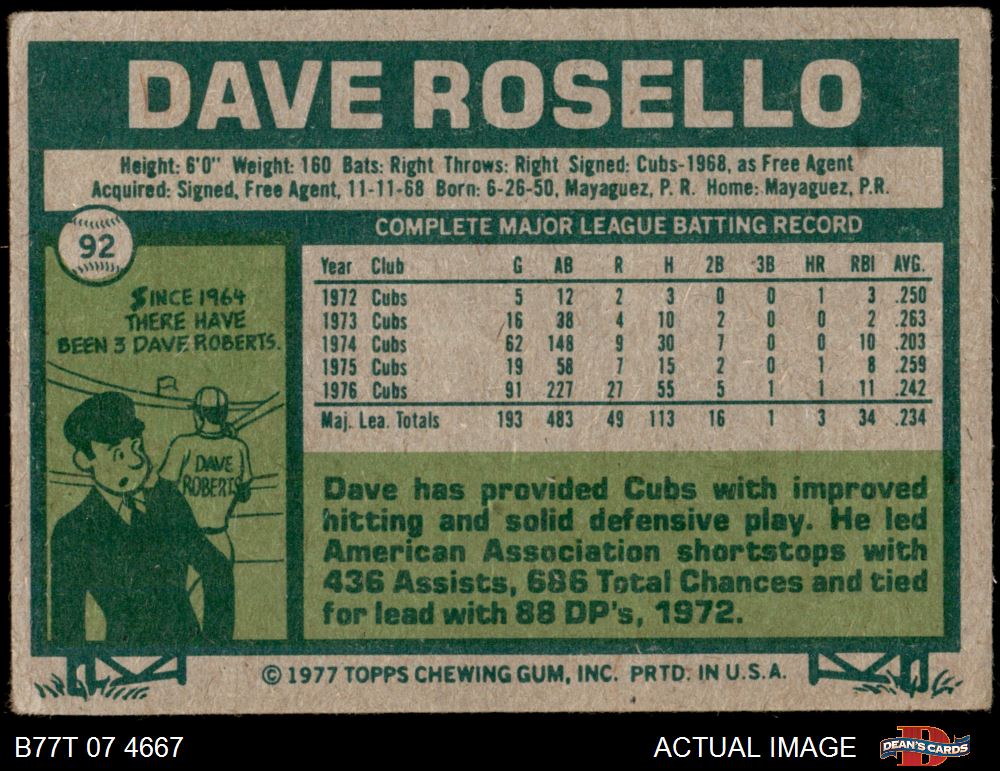 DAVE ROSELLO
Height: 6'0" Weight: 160 Bats: Right Throws: Right Signed: Cubs-1968, as Free Agent
Acquired: Signed, Free Agent, 11-11-68 Born: 6-26-50, Mayaguez, P. R. Home: Mayaguez, P.R.
92
SINCE 1964
THERE HAVE
BEEN 3 DAVE ROBERTS.
DAVE
ROBERTS
COMPLETE MAJOR LEAGUE BATTING RECORD
Year Club G AB R H 2B 3B HR RBI AVG.
1972 Cubs 5 12 2 3 0 0 1 3 .250
1973 Cubs 16 38 4 10 2 0 0 2 .263
1974 Cubs 62 148 9 30 7 0 0 10 .203
1975 Cubs 19 58 7 15 2 0 1 8 .259
1976 Cubs 91 227 27 55 5 1 1 11 .242
Maj. Lea. Totals 193 483 49 113 16 1 3 34 .234
Dave has provided Cubs with improved
hitting and solid defensive play. He led
American Association shortstops with
436 Assists, 686 Total Chances and tied
for lead with 88 DP's, 1972.
© 1977 TOPPS CHEWING GUM, INC. PRTD. IN U.S.A.
B77T 07 4667
ACTUAL IMAGE
DEAN'S CARDS